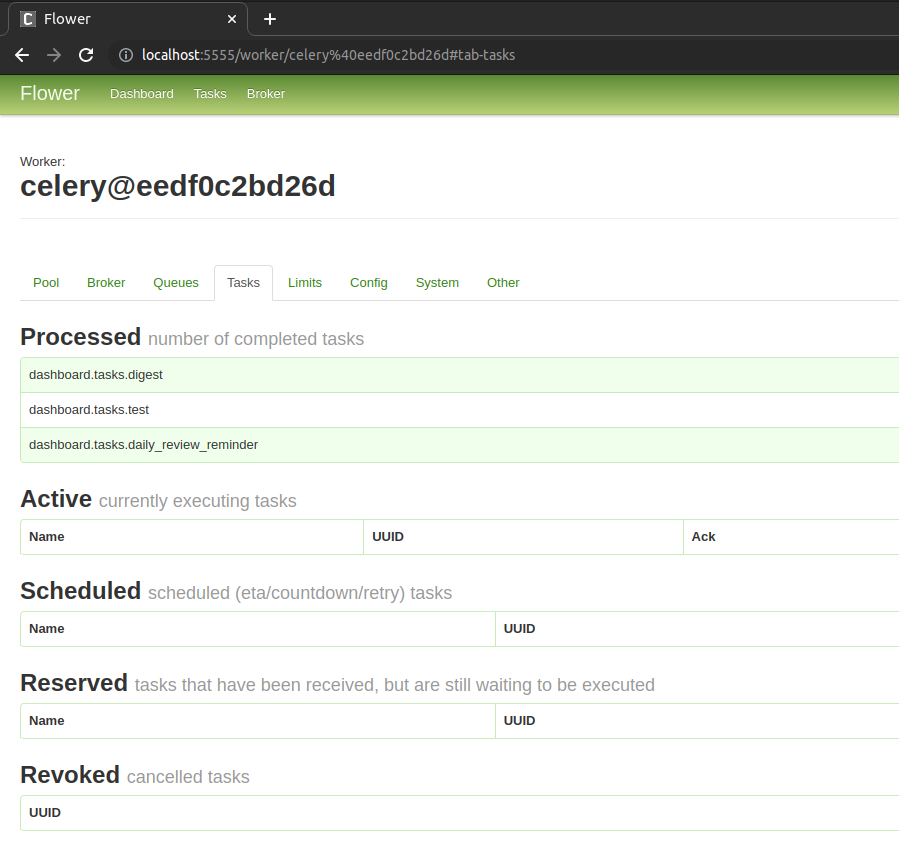 C Flower
localhost:5555/worker/celery%40eedf0c2bd26d#tab-tasks
Flower Dashboard Tasks Broker
Worker:
celery@eedf0c2bd26d
Pool Broker Queues Tasks Limits Config System Other
Processed number of completed tasks
dashboard.tasks.digest
dashboard.tasks.test
dashboard.tasks.daily_review_reminder
Active currently executing tasks
Name UUID Ack
Scheduled scheduled (eta/countdown/retry) tasks
Name UUID
Reserved tasks that have been received, but are still waiting to be executed
Name UUID
Revoked cancelled tasks
UUID